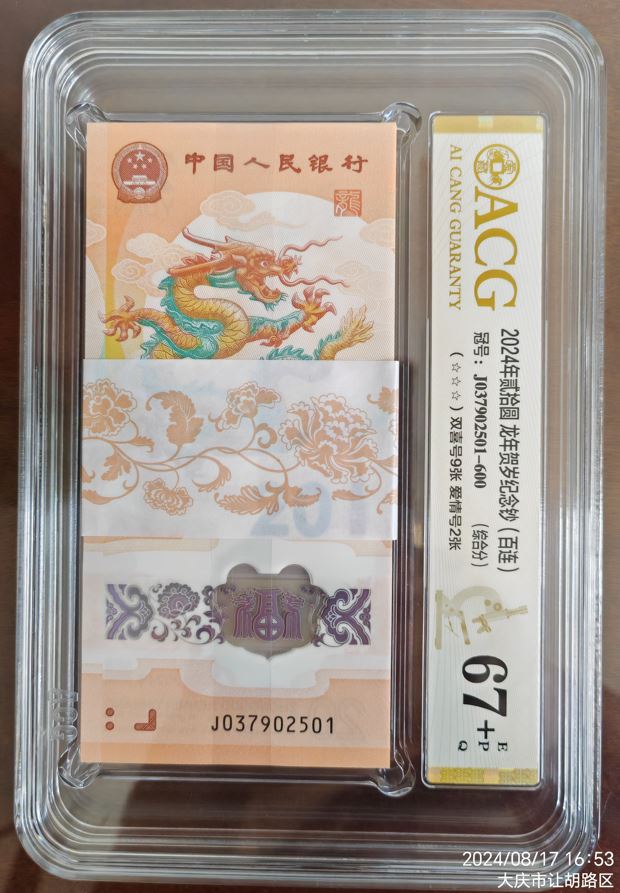 中国人民银行
龍
福
J037902501
ACG
AI CANG GUARANTY
2024年贰拾圆 龙年贺岁纪念钞（百连）
冠号：J037902501-600 （综合分）
（☆☆☆）双喜号9张 爱情号2张
67+
E
P
Q
2024/08/17 16:53
大庆市让胡路区